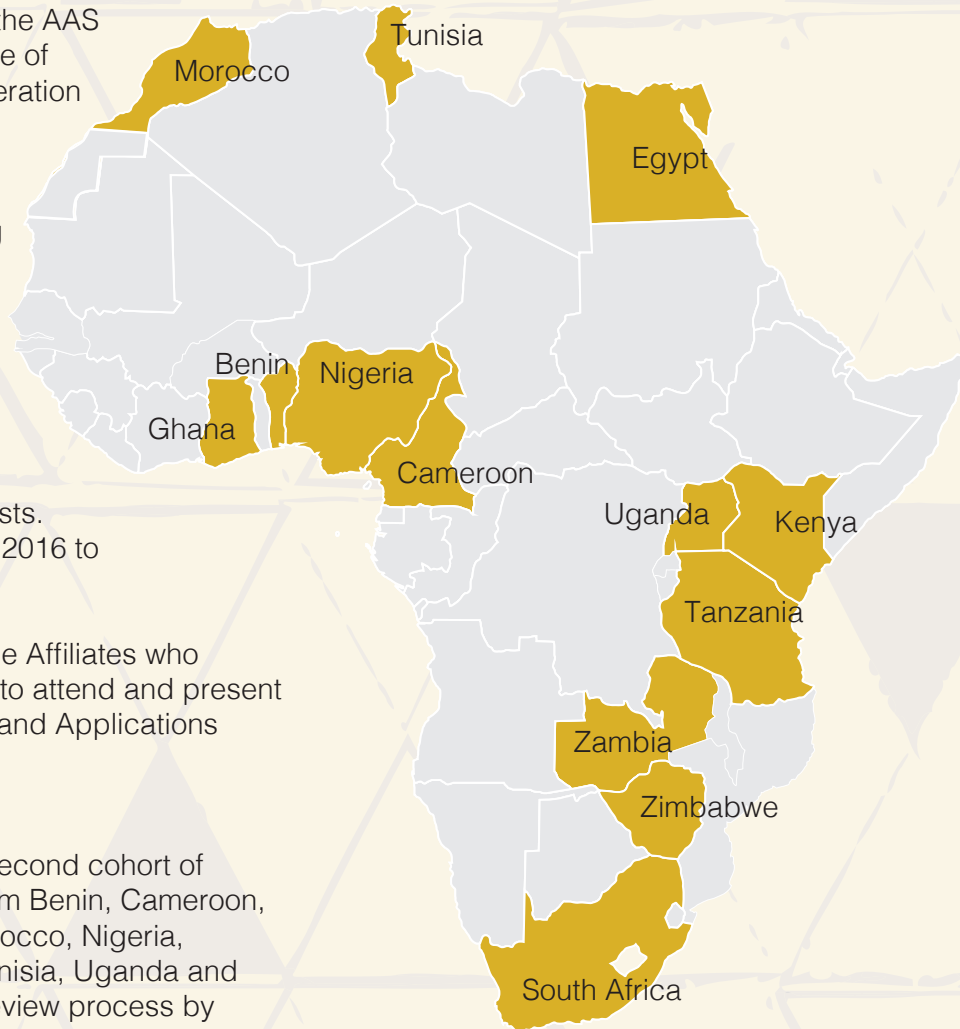 the AAS
e of
eration
sts.
2016 to
e Affiliates who
to attend and present
and Applications
econd cohort of
m Benin, Cameroon,
occo, Nigeria,
nisia, Uganda and
eview process by
Tunisia
Morocco
Egypt
Benin
Nigeria
Ghana
Cameroon
Uganda
Kenya
Tanzania
Zambia
Zimbabwe
South Africa